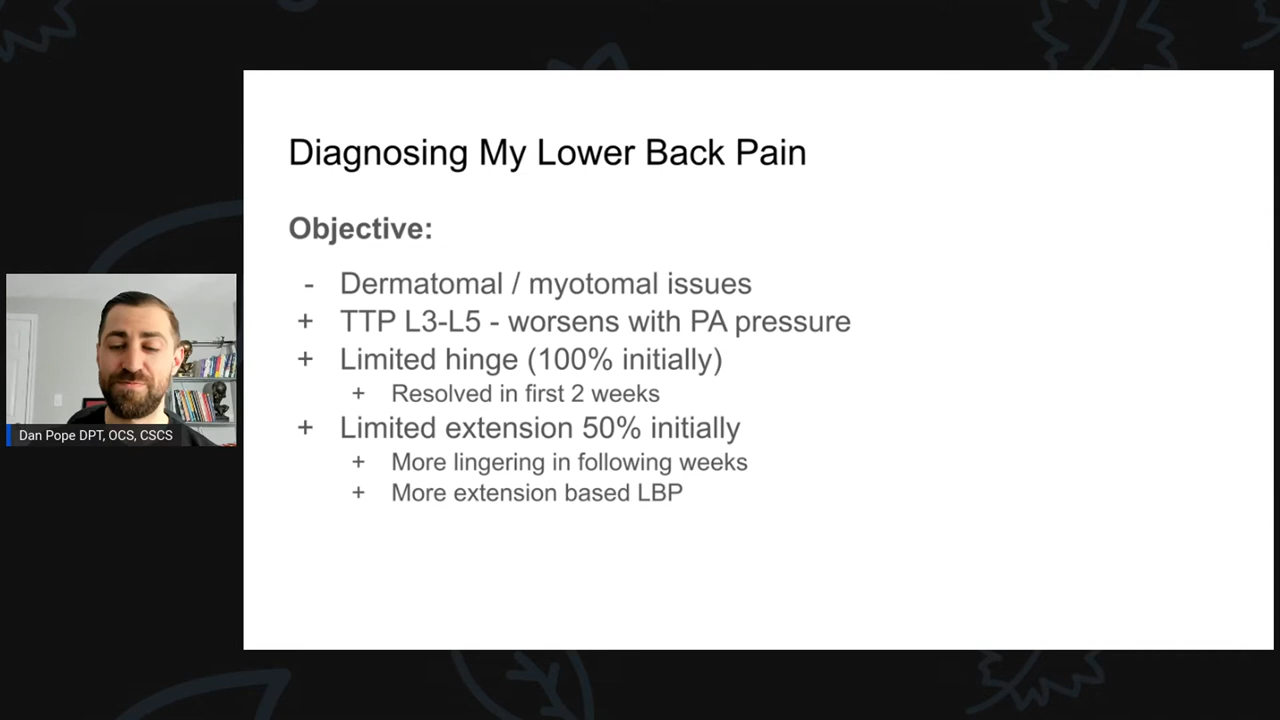 Diagnosing My Lower Back Pain
Objective:
- Dermatomal / myotomal issues
+ TTP L3-L5 - worsens with PA pressure
+ Limited hinge (100% initially)
+ Resolved in first 2 weeks
+ Limited extension 50% initially
+ More lingering in following weeks
+ More extension based LBP
Dan Pope DPT, OCS, CSCS